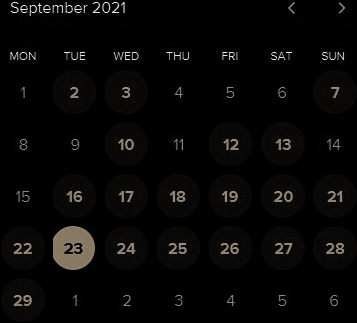 September 2021
MON TUE WED THU FRI SAT SUN
1 2 3 4 5 6 7
8 9 10 11 12 13 14
15 16 17 18 19 20 21
22 23 24 25 26 27 28
29 1 2 3 4 5 6